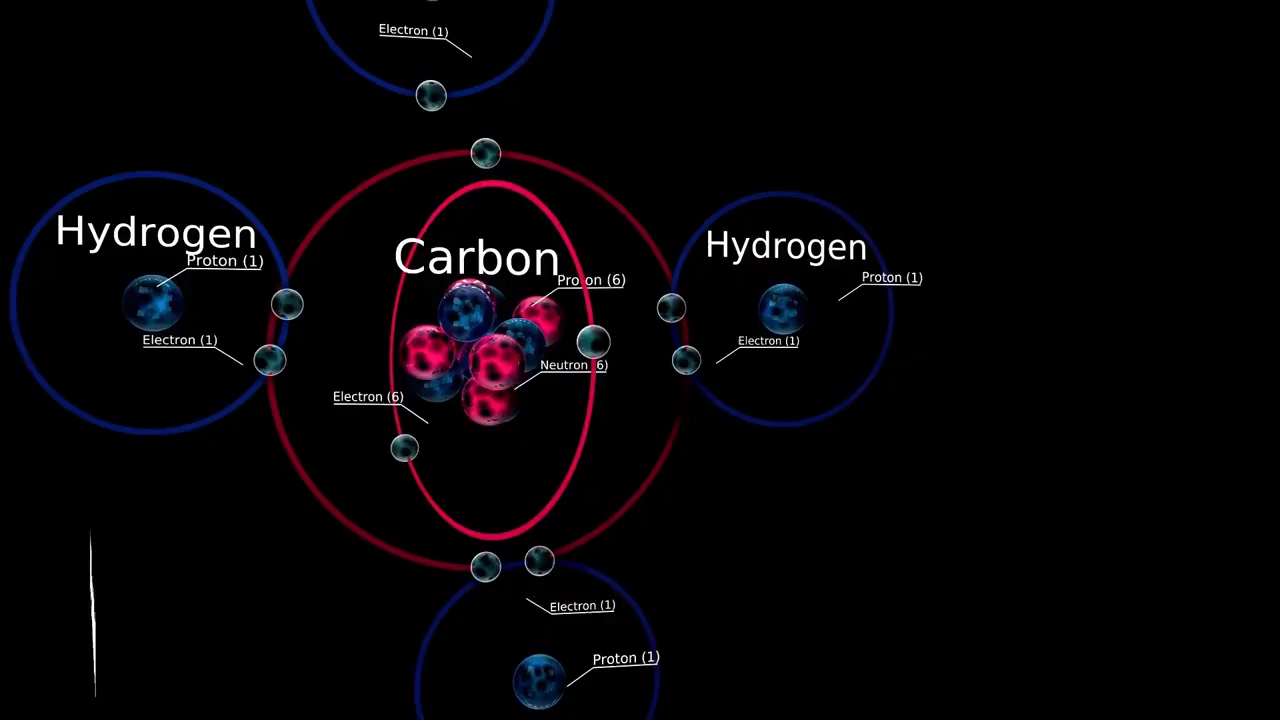 Electron (1)
Hydrogen
Proton (1)
Electron (1)
Carbon
Proton (6)
Neutron (6)
Electron (6)
Hydrogen
Proton (1)
Electron (1)
Electron (1)
Proton (1)